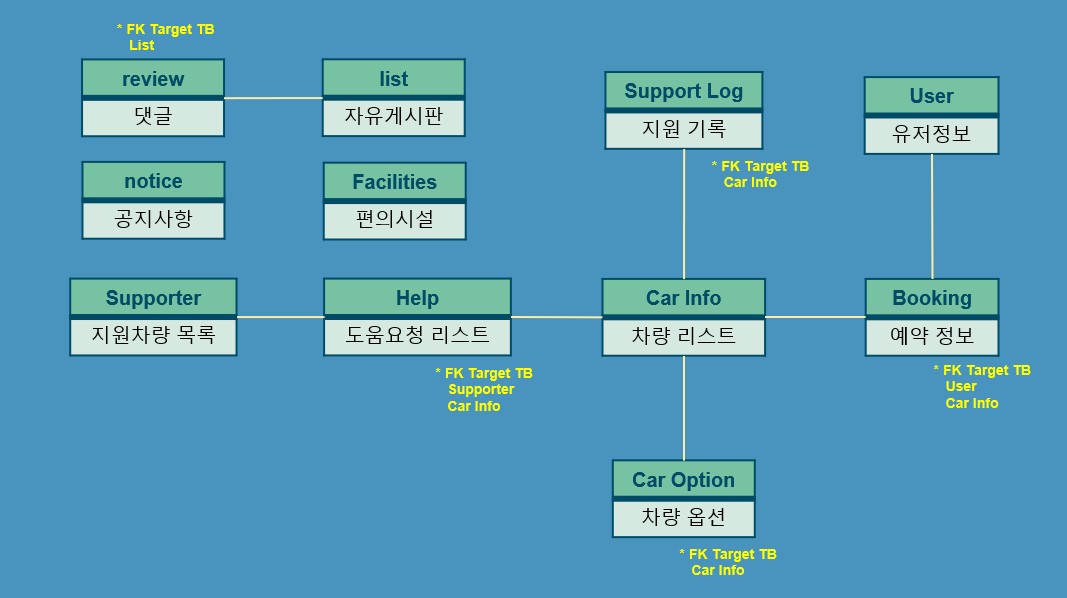 * FK Target TB
List
review
댓글
list
자유게시판
Support Log
지원 기록
* FK Target TB
Car Info
User
유저정보
notice
공지사항
Facilities
편의시설
Supporter
지원차량 목록
Help
도움요청 리스트
* FK Target TB
Supporter
Car Info
Car Info
차량 리스트
Booking
예약 정보
* FK Target TB
User
Car Info
Car Option
차량 옵션
* FK Target TB
Car Info